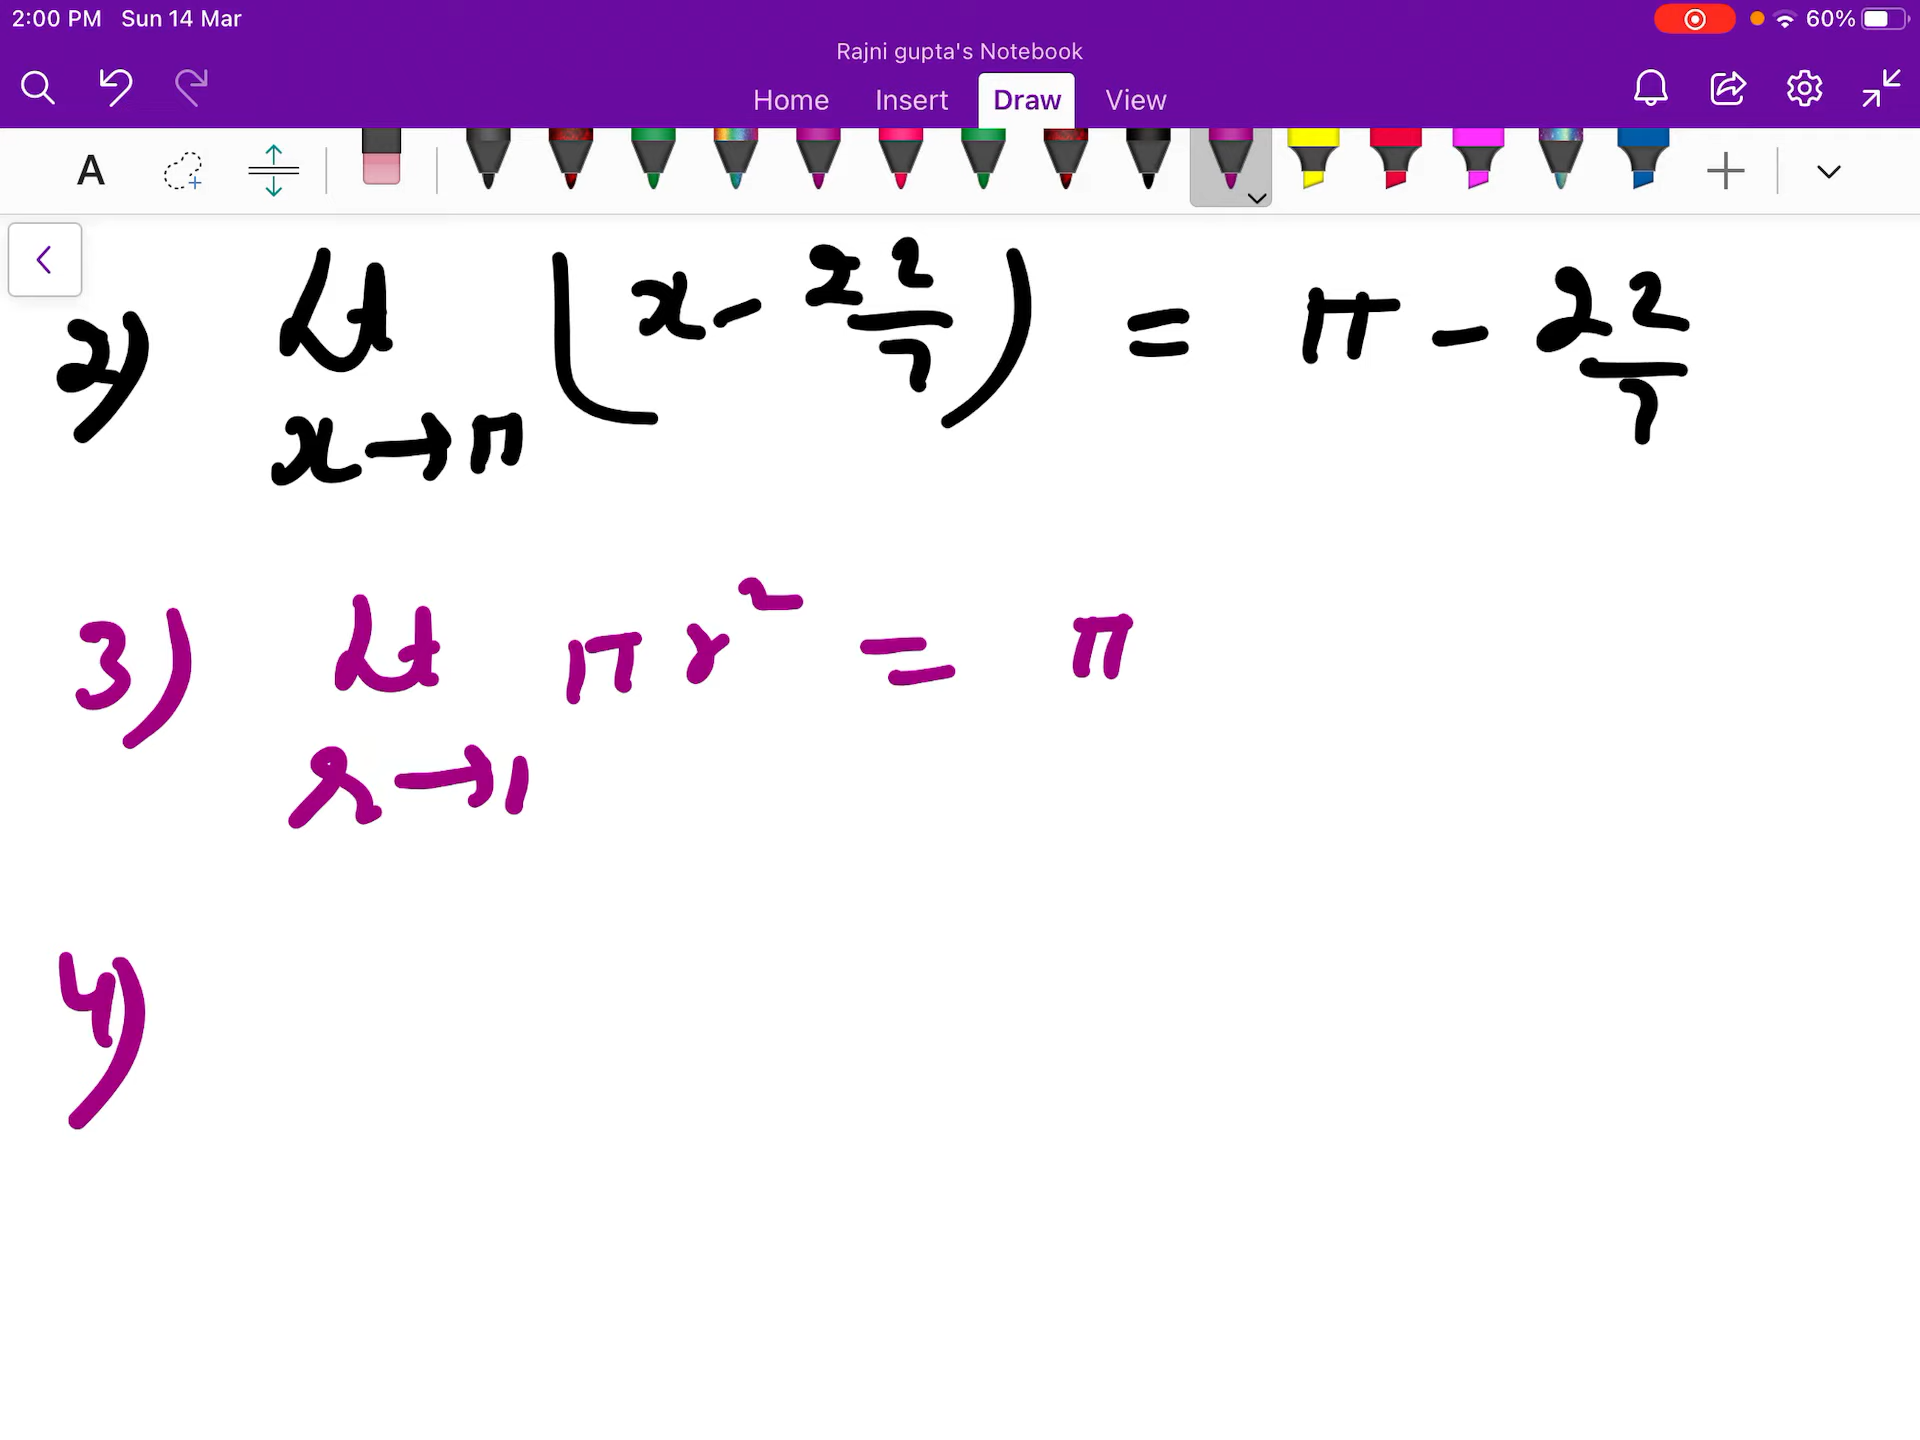 2:00 PM Sun 14 Mar
60%
Rajni gupta's Notebook
Home Insert Draw View
A
2) Lt (x - 22/7) = π - 22/7
x→π
3) Lt πr² = π
r→1
4)